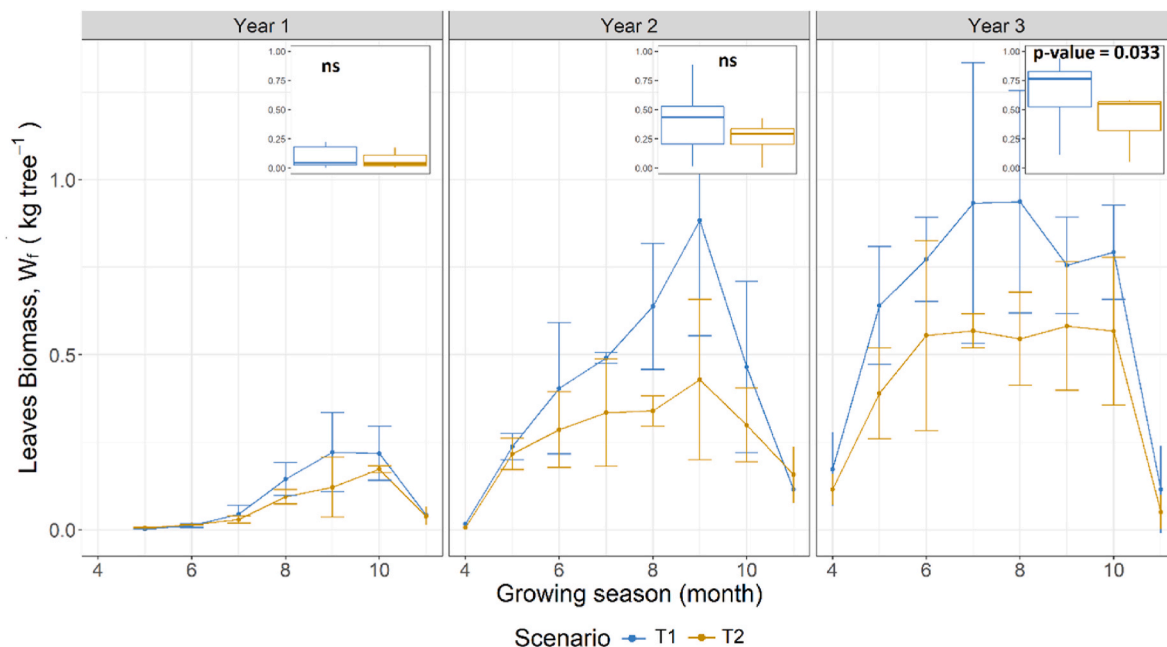 Year 1 Year 2 Year 3
1.00 ns 1.00 ns 1.00 p-value = 0.033
0.75 0.75 0.75
0.50 0.50 0.50
0.25 0.25 0.25
0.00 0.00 0.00
Leaves Biomass, Wf ( kg tree−1 )
1.0
0.5
0.0
4 6 8 10 4 6 8 10 4 6 8 10
Growing season (month)
Scenario T1 T2